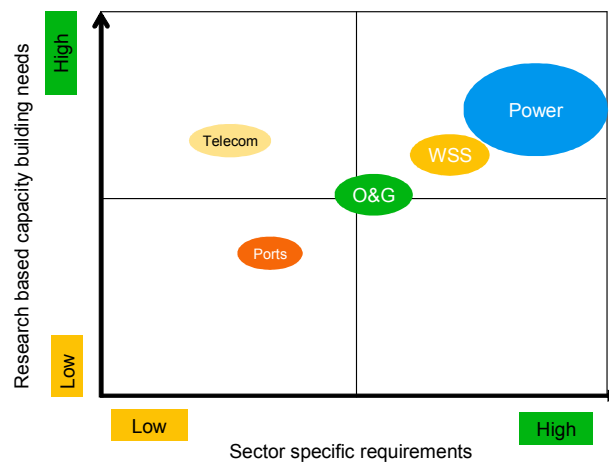 Research based capacity building needs
High
Low
Power
Telecom
WSS
O&G
Ports
Low
High
Sector specific requirements